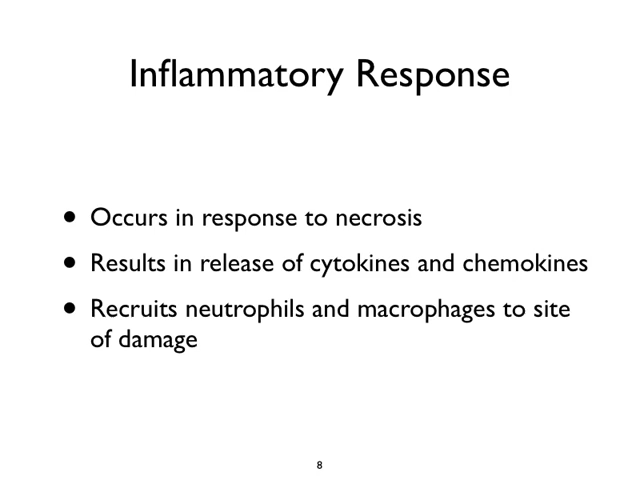 Inflammatory Response
• Occurs in response to necrosis
• Results in release of cytokines and chemokines
• Recruits neutrophils and macrophages to site
of damage
8